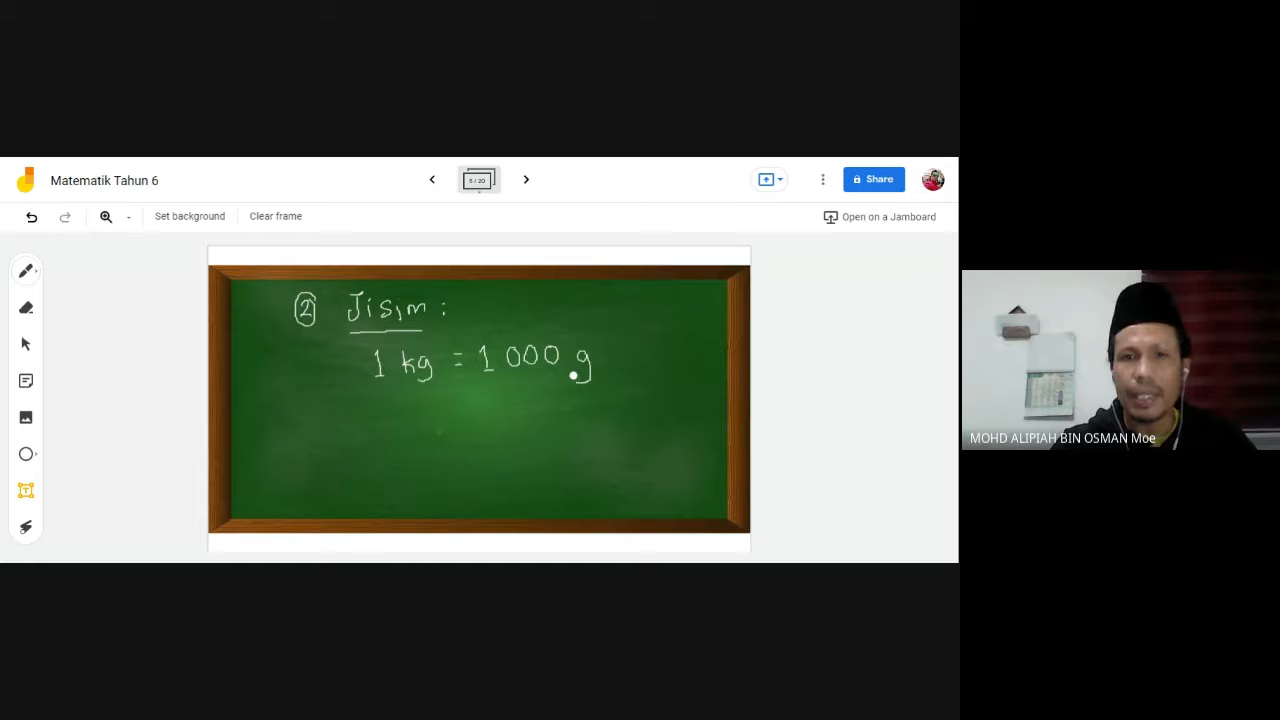 Matematik Tahun 6
Share
Set background
Clear frame
Open on a Jamboard
② Jisim :
1 kg = 1 000 g
MOHD ALIPIAH BIN OSMAN Moe